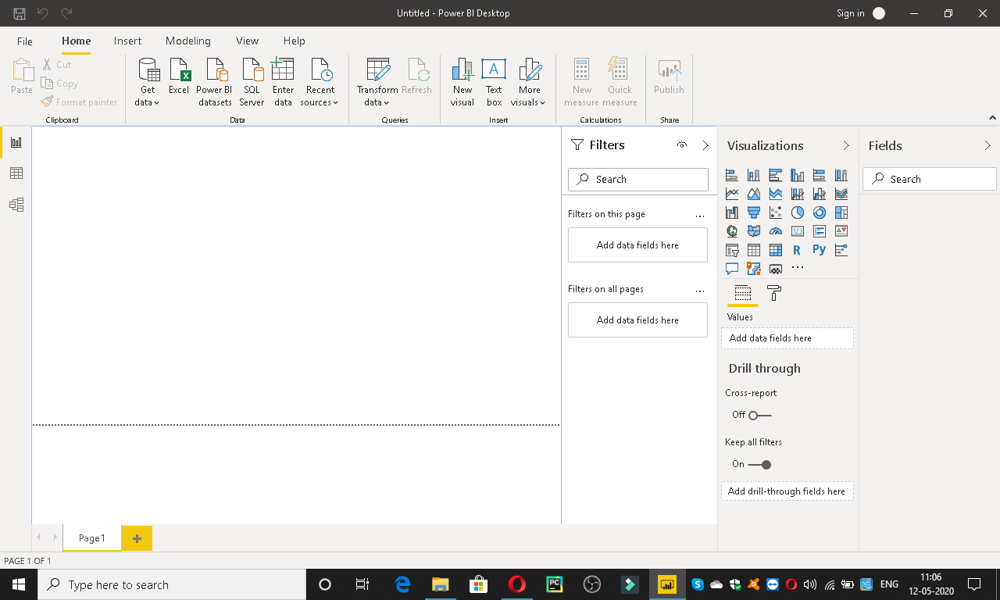 Untitled - Power BI Desktop
Sign in
File Home Insert Modeling View Help
Paste
Cut
Copy
Format painter
Clipboard
Get data
Excel
Power BI datasets
SQL Server
Enter data
Recent sources
Data
Transform data
Refresh
Queries
New visual
Text box
A
More visuals
Insert
New measure
Quick measure
Calculations
Publish
Share
Filters
Search
Filters on this page
...
Add data fields here
Filters on all pages
...
Add data fields here
Visualizations
123
R
Py
...
Values
Add data fields here
Drill through
Cross-report
Off
Keep all filters
On
Add drill-through fields here
Fields
Search
Page1
+
PAGE 1 OF 1
Type here to search
PC
S
ENG
11:06
12-05-2020